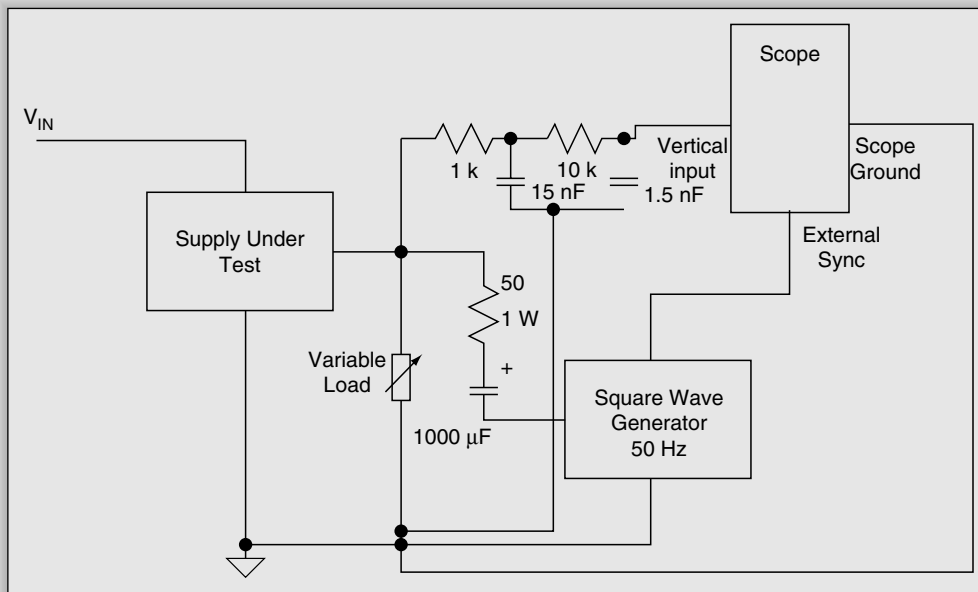 Scope
V_IN
1 k
10 k
Vertical
input
Scope
Ground
15 nF
1.5 nF
Supply Under
Test
External
Sync
50
1 W
Variable
Load
+
Square Wave
Generator
50 Hz
1000 μF